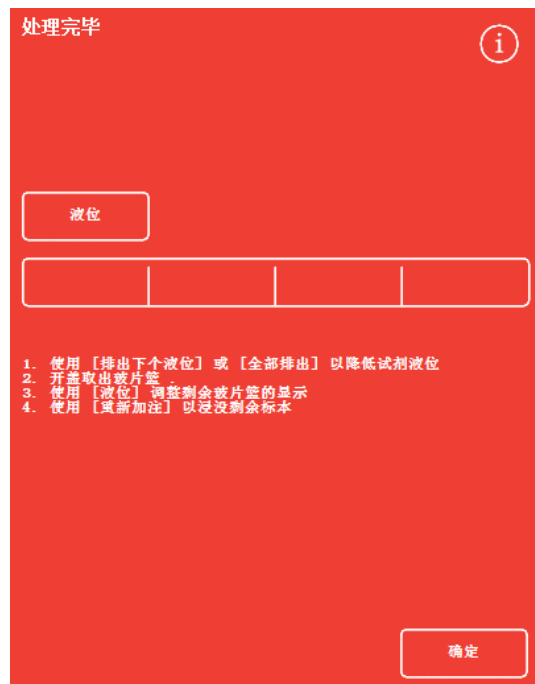 处理完毕
i
液位
1. 使用 [排出下个液位] 或 [全部排出] 以降低试剂液位
2. 开盖取出玻片篮 .
3. 使用 [液位] 调整剩余玻片篮的显示
4. 使用 [重新加注] 以浸没剩余标本
确定